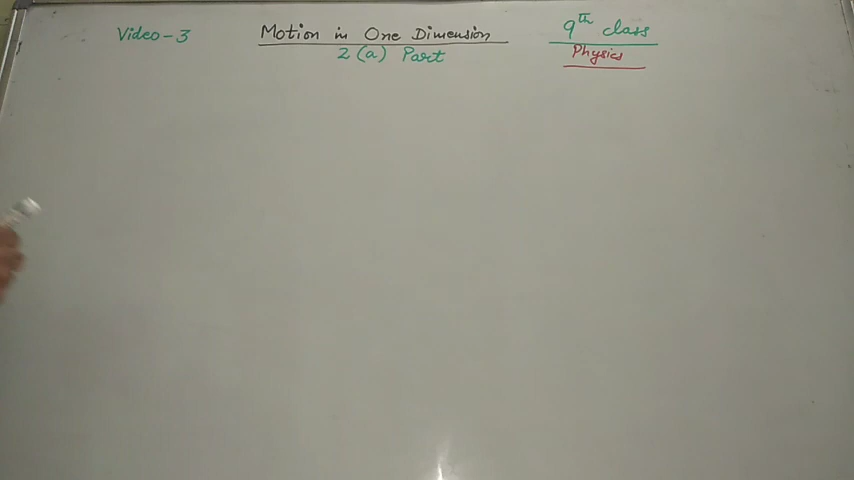 Video-3
Motion in One Dimension
2 (a) Part
9th class
Physics